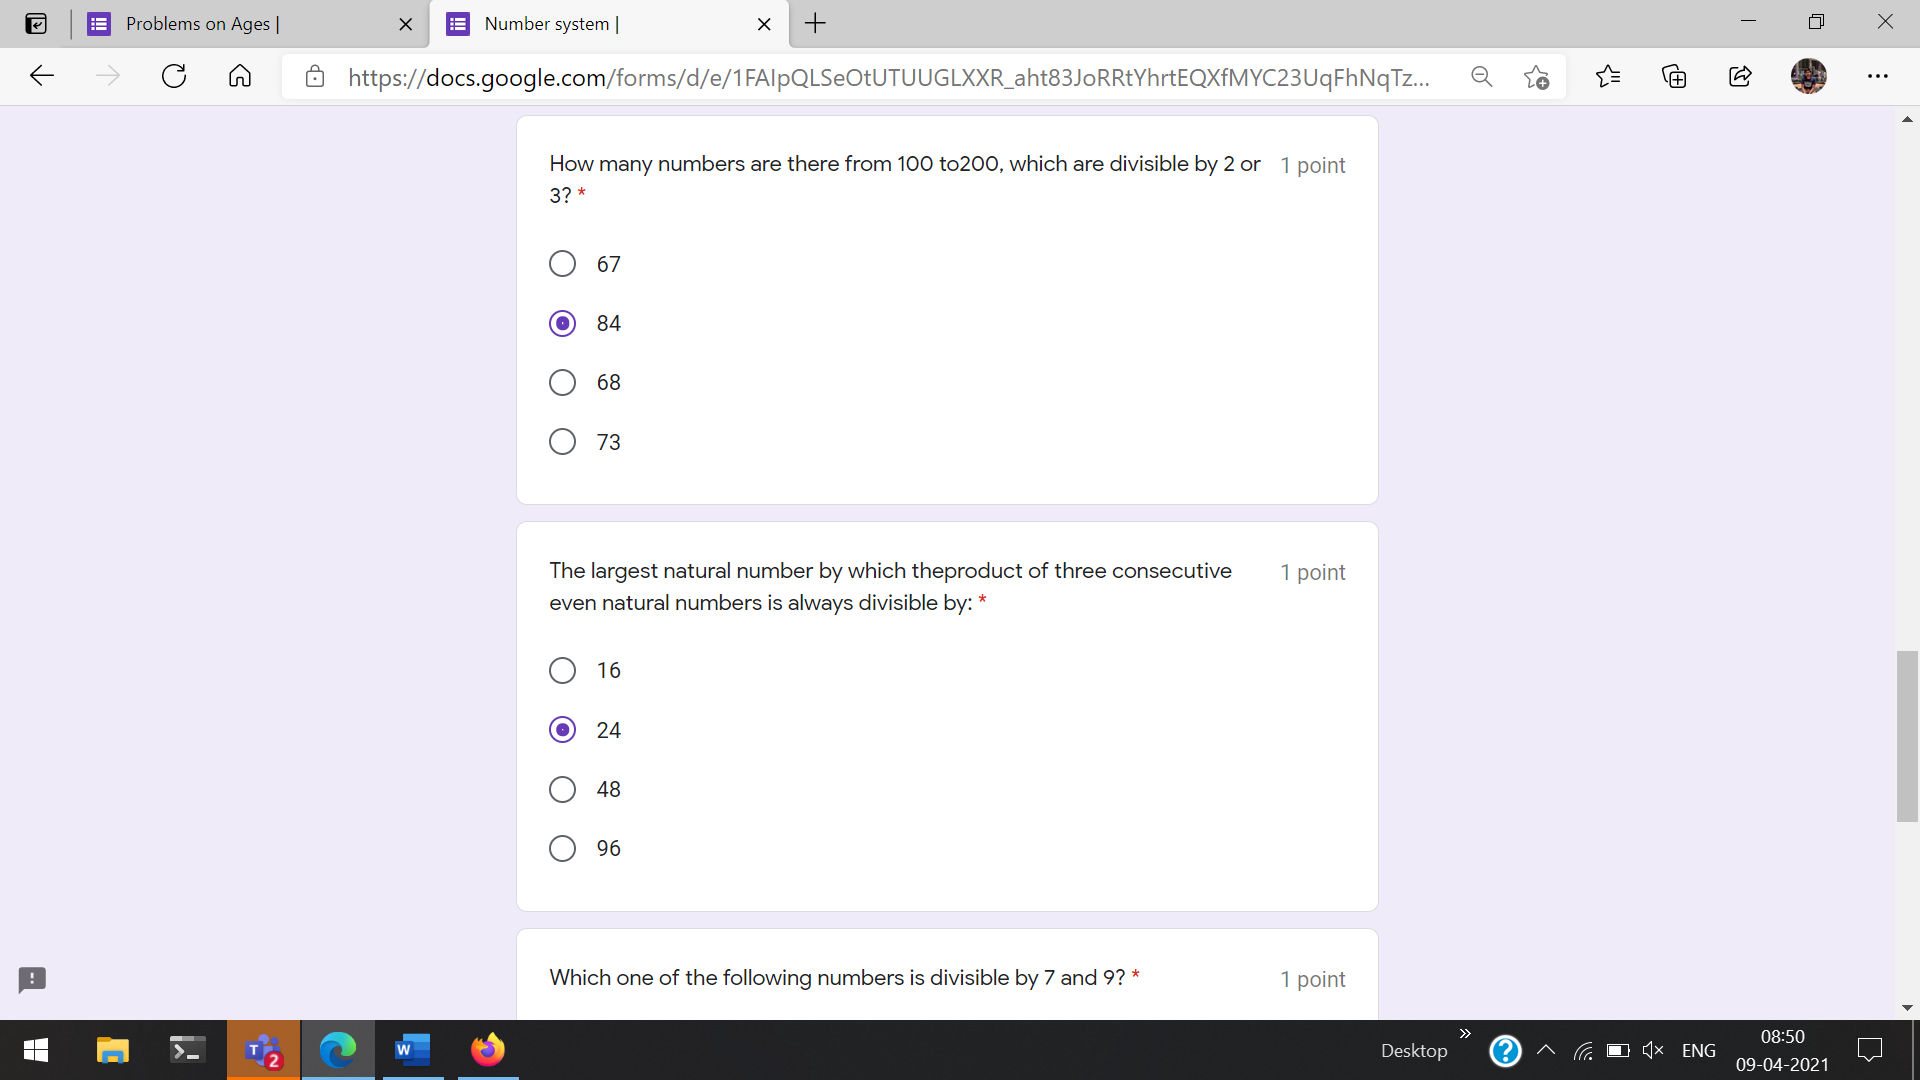 Problems on Ages |
Number system |
https://docs.google.com/forms/d/e/1FAIpQLSeOtUTUUGLXXR_aht83JoRRtYhrtEQXfMYC23UqFhNqTz...
How many numbers are there from 100 to200, which are divisible by 2 or
3? *
1 point
67
84
68
73
The largest natural number by which theproduct of three consecutive
even natural numbers is always divisible by: *
1 point
16
24
48
96
Which one of the following numbers is divisible by 7 and 9? *
1 point
T
2
W
Desktop
ENG
08:50
09-04-2021